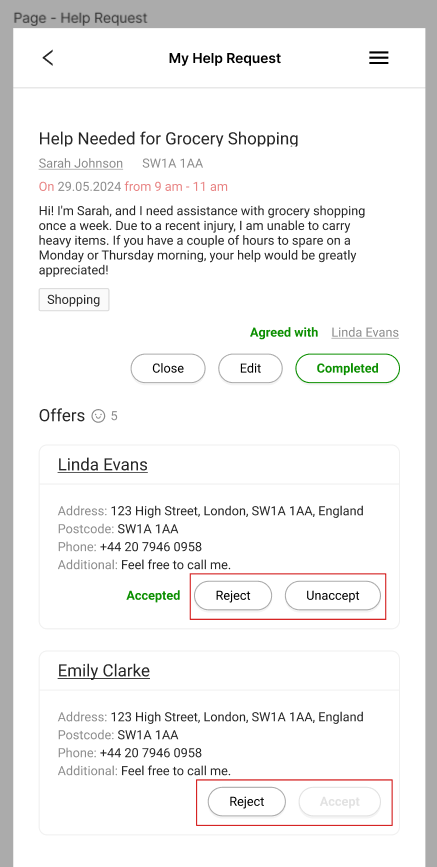 Page - Help Request
My Help Request
Help Needed for Grocery Shopping
Sarah Johnson SW1A 1AA
On 29.05.2024 from 9 am - 11 am
Hi! I'm Sarah, and I need assistance with grocery shopping
once a week. Due to a recent injury, I am unable to carry
heavy items. If you have a couple of hours to spare on a
Monday or Thursday morning, your help would be greatly
appreciated!
Shopping
Agreed with Linda Evans
Close Edit Completed
Offers 5
Linda Evans
Address: 123 High Street, London, SW1A 1AA, England
Postcode: SW1A 1AA
Phone: +44 20 7946 0958
Additional: Feel free to call me.
Accepted Reject Unaccept
Emily Clarke
Address: 123 High Street, London, SW1A 1AA, England
Postcode: SW1A 1AA
Phone: +44 20 7946 0958
Additional: Feel free to call me.
Reject Accept